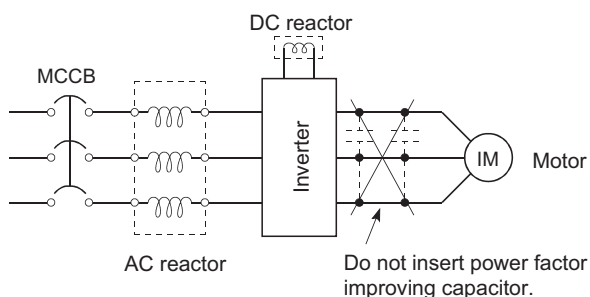 DC reactor
MCCB
Inverter
IM
Motor
AC reactor
Do not insert power factor
improving capacitor.